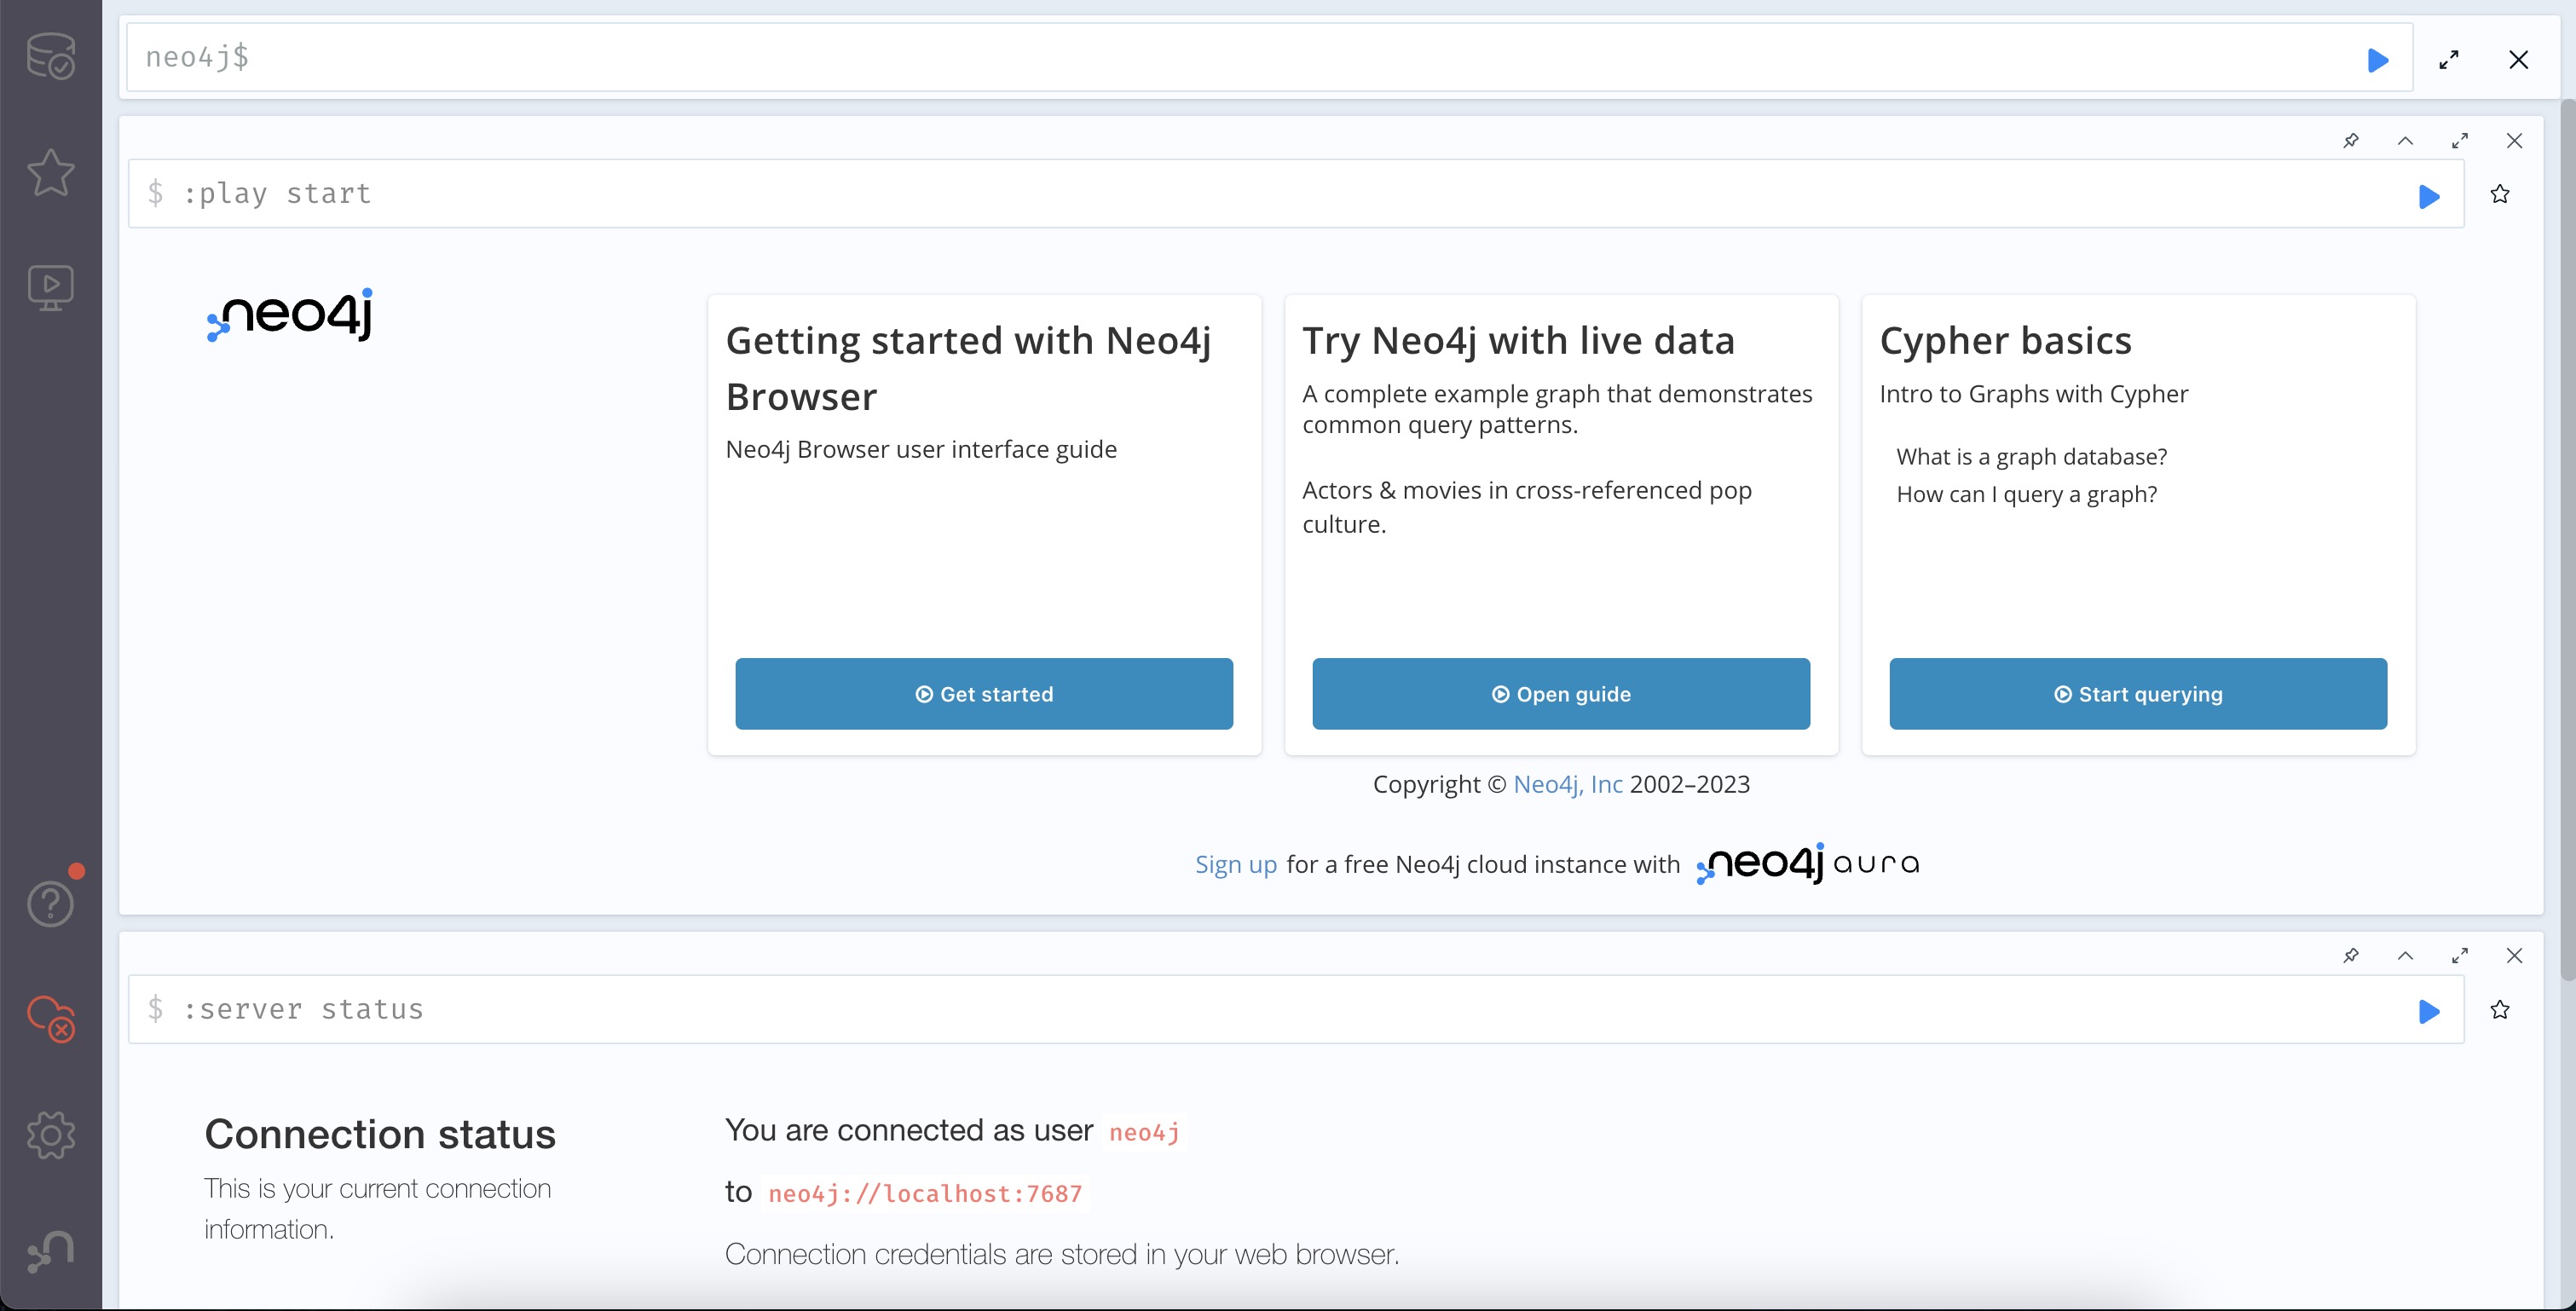 neo4j$
$ :play start
neo4j
Getting started with Neo4j
Browser
Neo4j Browser user interface guide
Get started
Try Neo4j with live data
A complete example graph that demonstrates
common query patterns.
Actors & movies in cross-referenced pop
culture.
Open guide
Cypher basics
Intro to Graphs with Cypher
What is a graph database?
How can I query a graph?
Start querying
Copyright © Neo4j, Inc 2002–2023
Sign up for a free Neo4j cloud instance with neo4j aura
$ :server status
Connection status
This is your current connection
information.
You are connected as user neo4j
to neo4j://localhost:7687
Connection credentials are stored in your web browser.